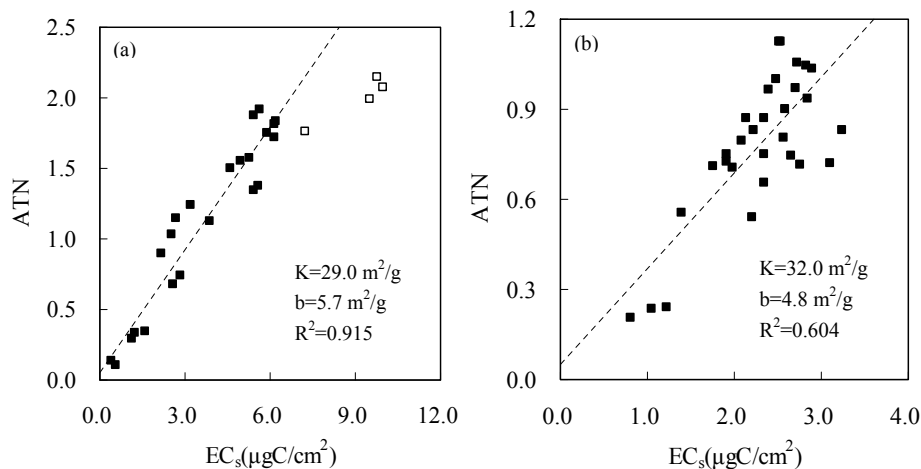 (a)
2.5
2.0
1.5
1.0
0.5
0.0
ATN
K=29.0 m²/g
b=5.7 m²/g
R²=0.915
0.0 3.0 6.0 9.0 12.0
ECₛ(μgC/cm²)
(b)
1.2
0.9
0.6
0.3
0.0
ATN
K=32.0 m²/g
b=4.8 m²/g
R²=0.604
0.0 1.0 2.0 3.0 4.0
ECₛ(μgC/cm²)